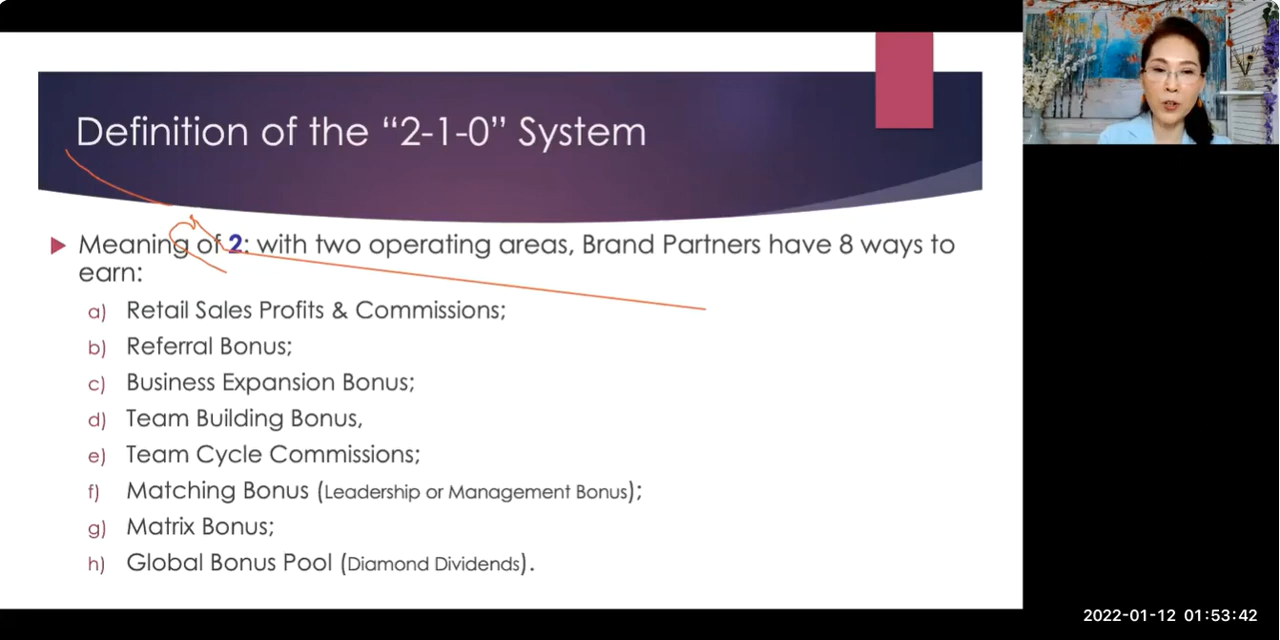 Definition of the “2-1-0” System
Meaning of 2: with two operating areas, Brand Partners have 8 ways to
earn:
a) Retail Sales Profits & Commissions;
b) Referral Bonus;
c) Business Expansion Bonus;
d) Team Building Bonus,
e) Team Cycle Commissions;
f) Matching Bonus (Leadership or Management Bonus);
g) Matrix Bonus;
h) Global Bonus Pool (Diamond Dividends).
2022-01-12 01:53:42